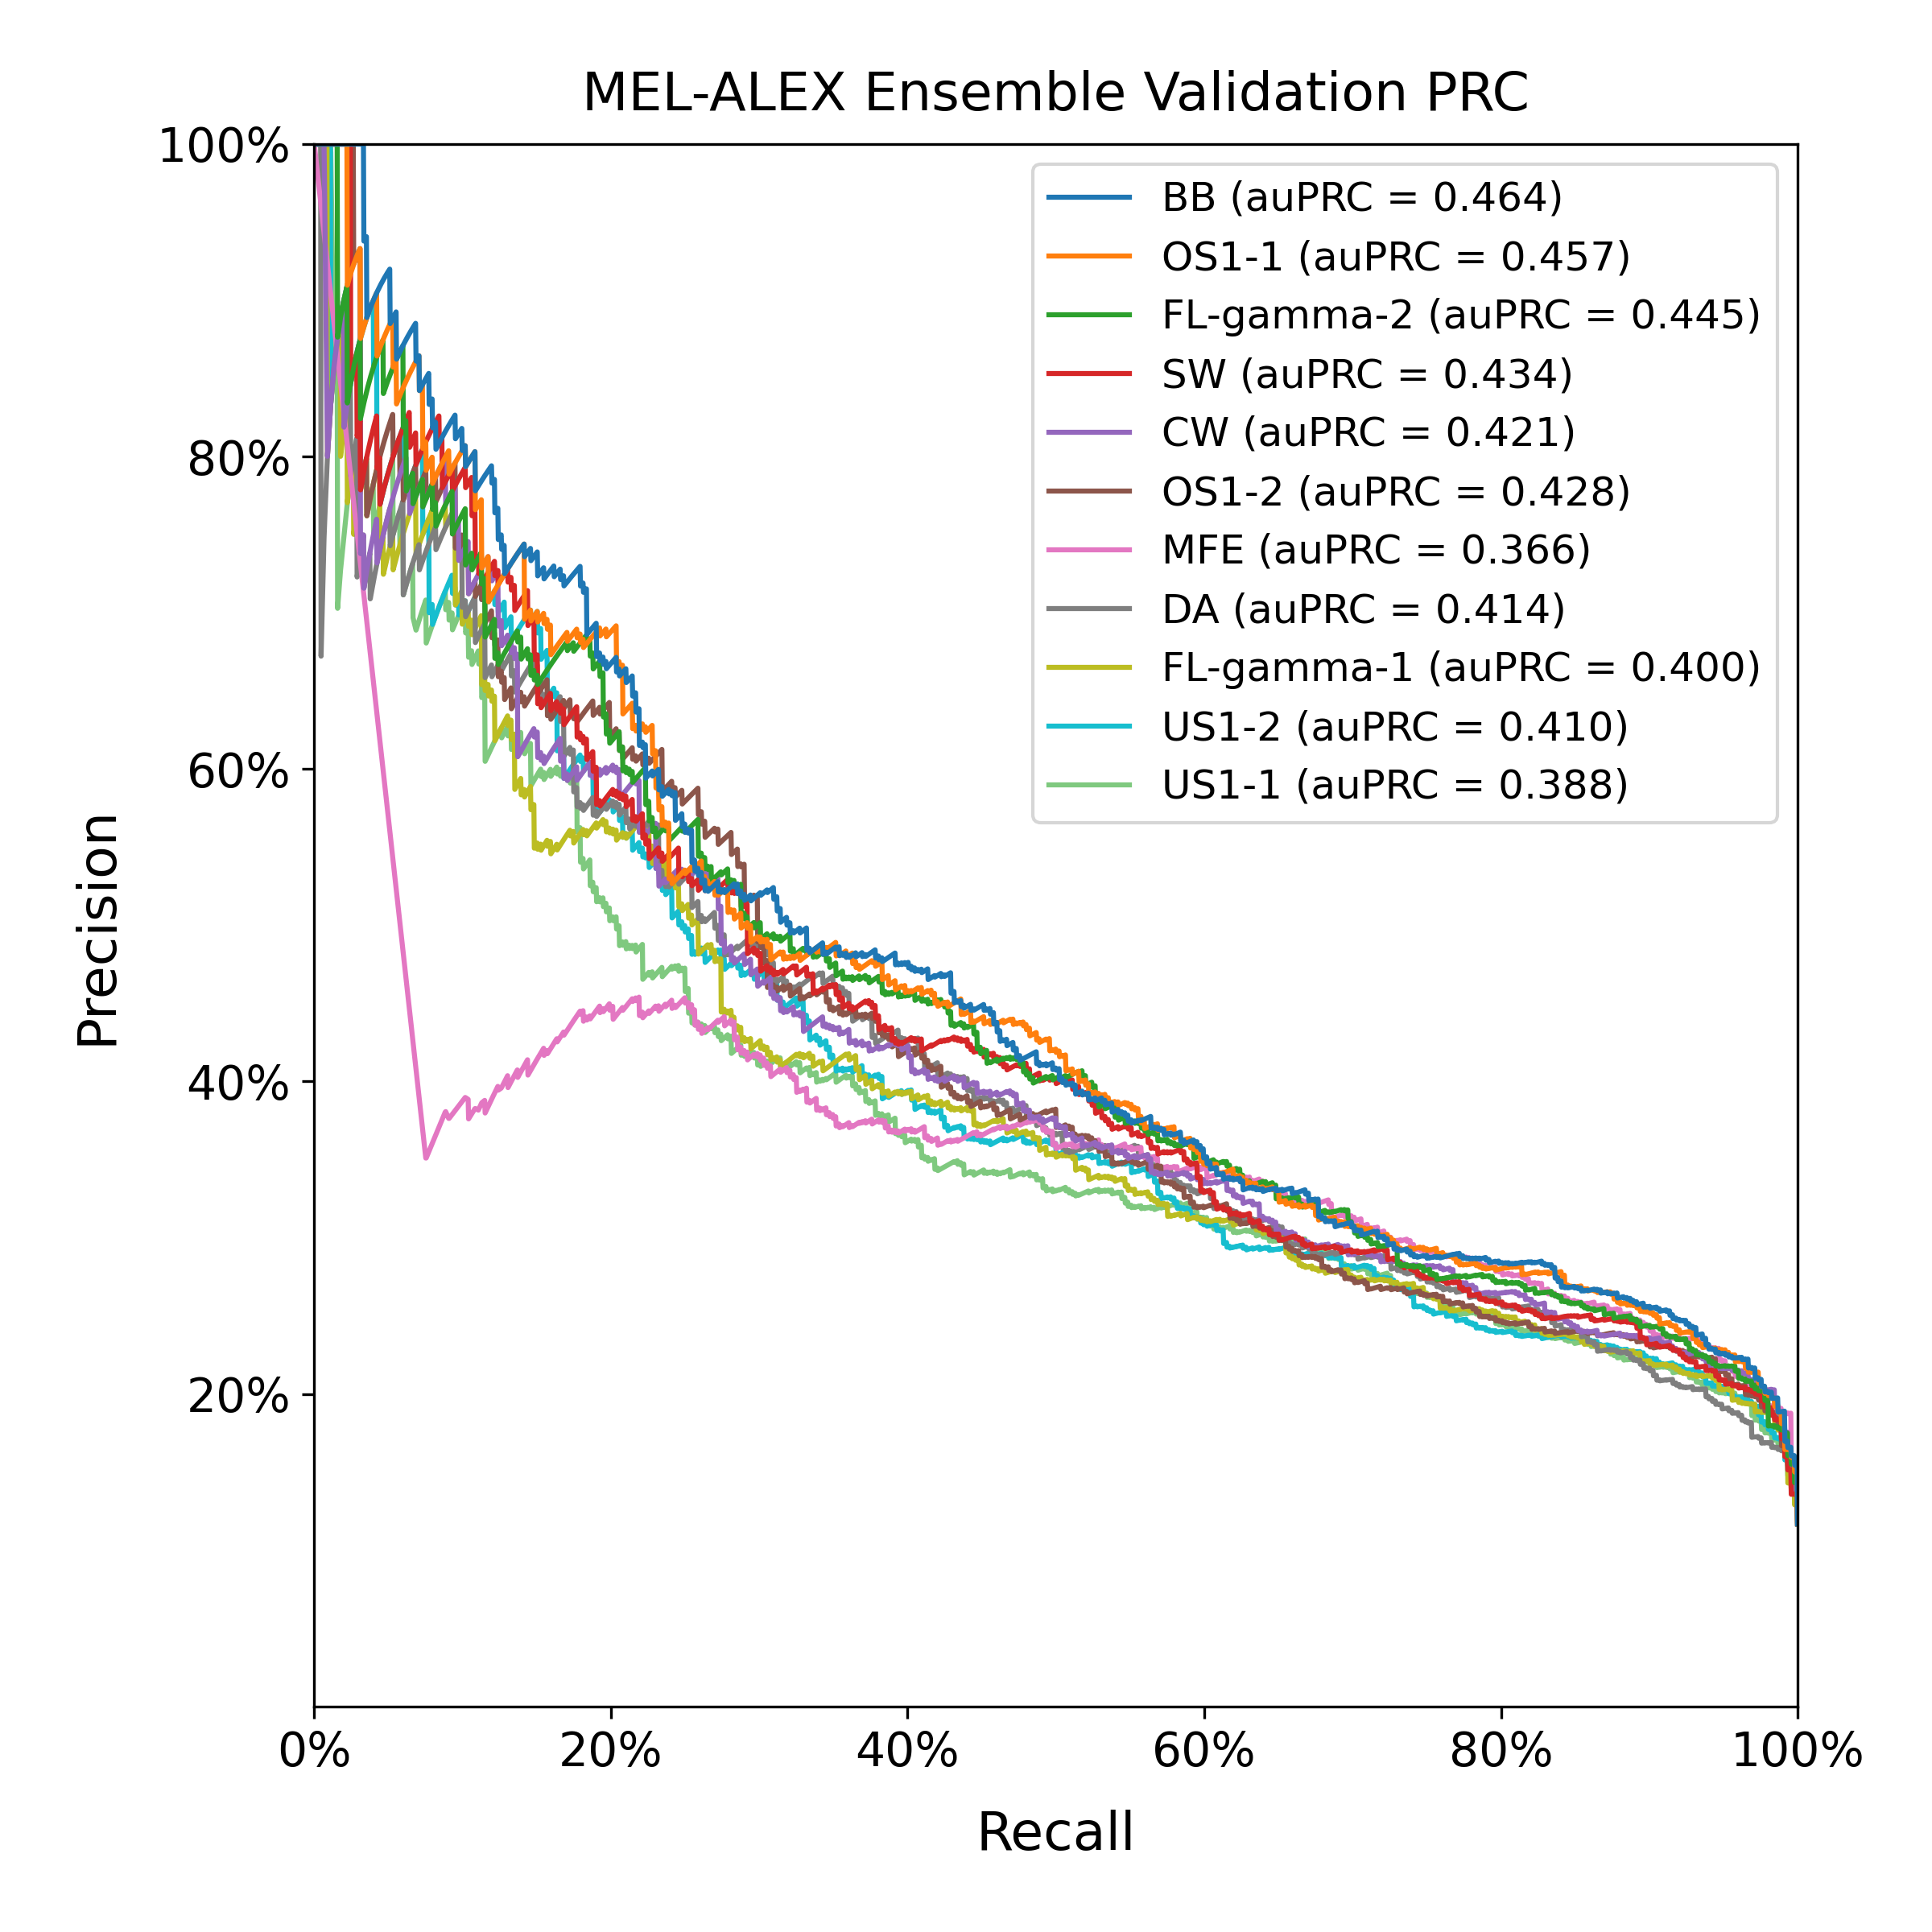 MEL-ALEX Ensemble Validation PRC
100%
80%
60%
40%
20%
Precision
BB (auPRC = 0.464)
OS1-1 (auPRC = 0.457)
FL-gamma-2 (auPRC = 0.445)
SW (auPRC = 0.434)
CW (auPRC = 0.421)
OS1-2 (auPRC = 0.428)
MFE (auPRC = 0.366)
DA (auPRC = 0.414)
FL-gamma-1 (auPRC = 0.400)
US1-2 (auPRC = 0.410)
US1-1 (auPRC = 0.388)
0% 20% 40% 60% 80% 100%
Recall